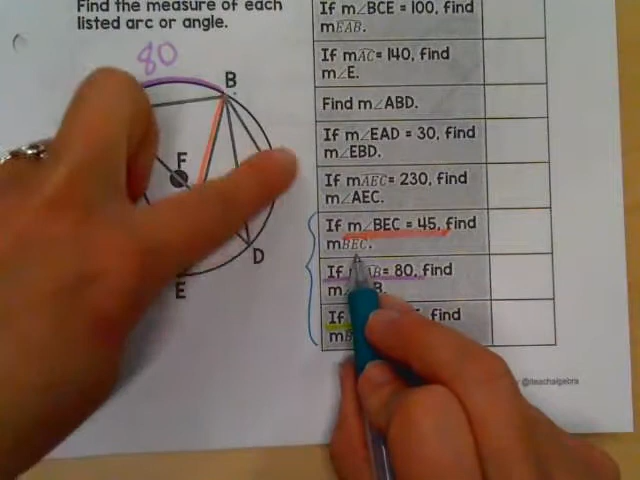 Find the measure of each
listed arc or angle.
80
B
F
D
E
If m∠BCE = 100, find
mEAB.
If mAC = 140, find
m∠E.
Find m∠ABD.
If m∠EAD = 30, find
m∠EBD.
If mAEC = 230, find
m∠AEC.
If m∠BEC = 45, find
mBEC.
If mAB = 80, find
If find
@iteachalgebra